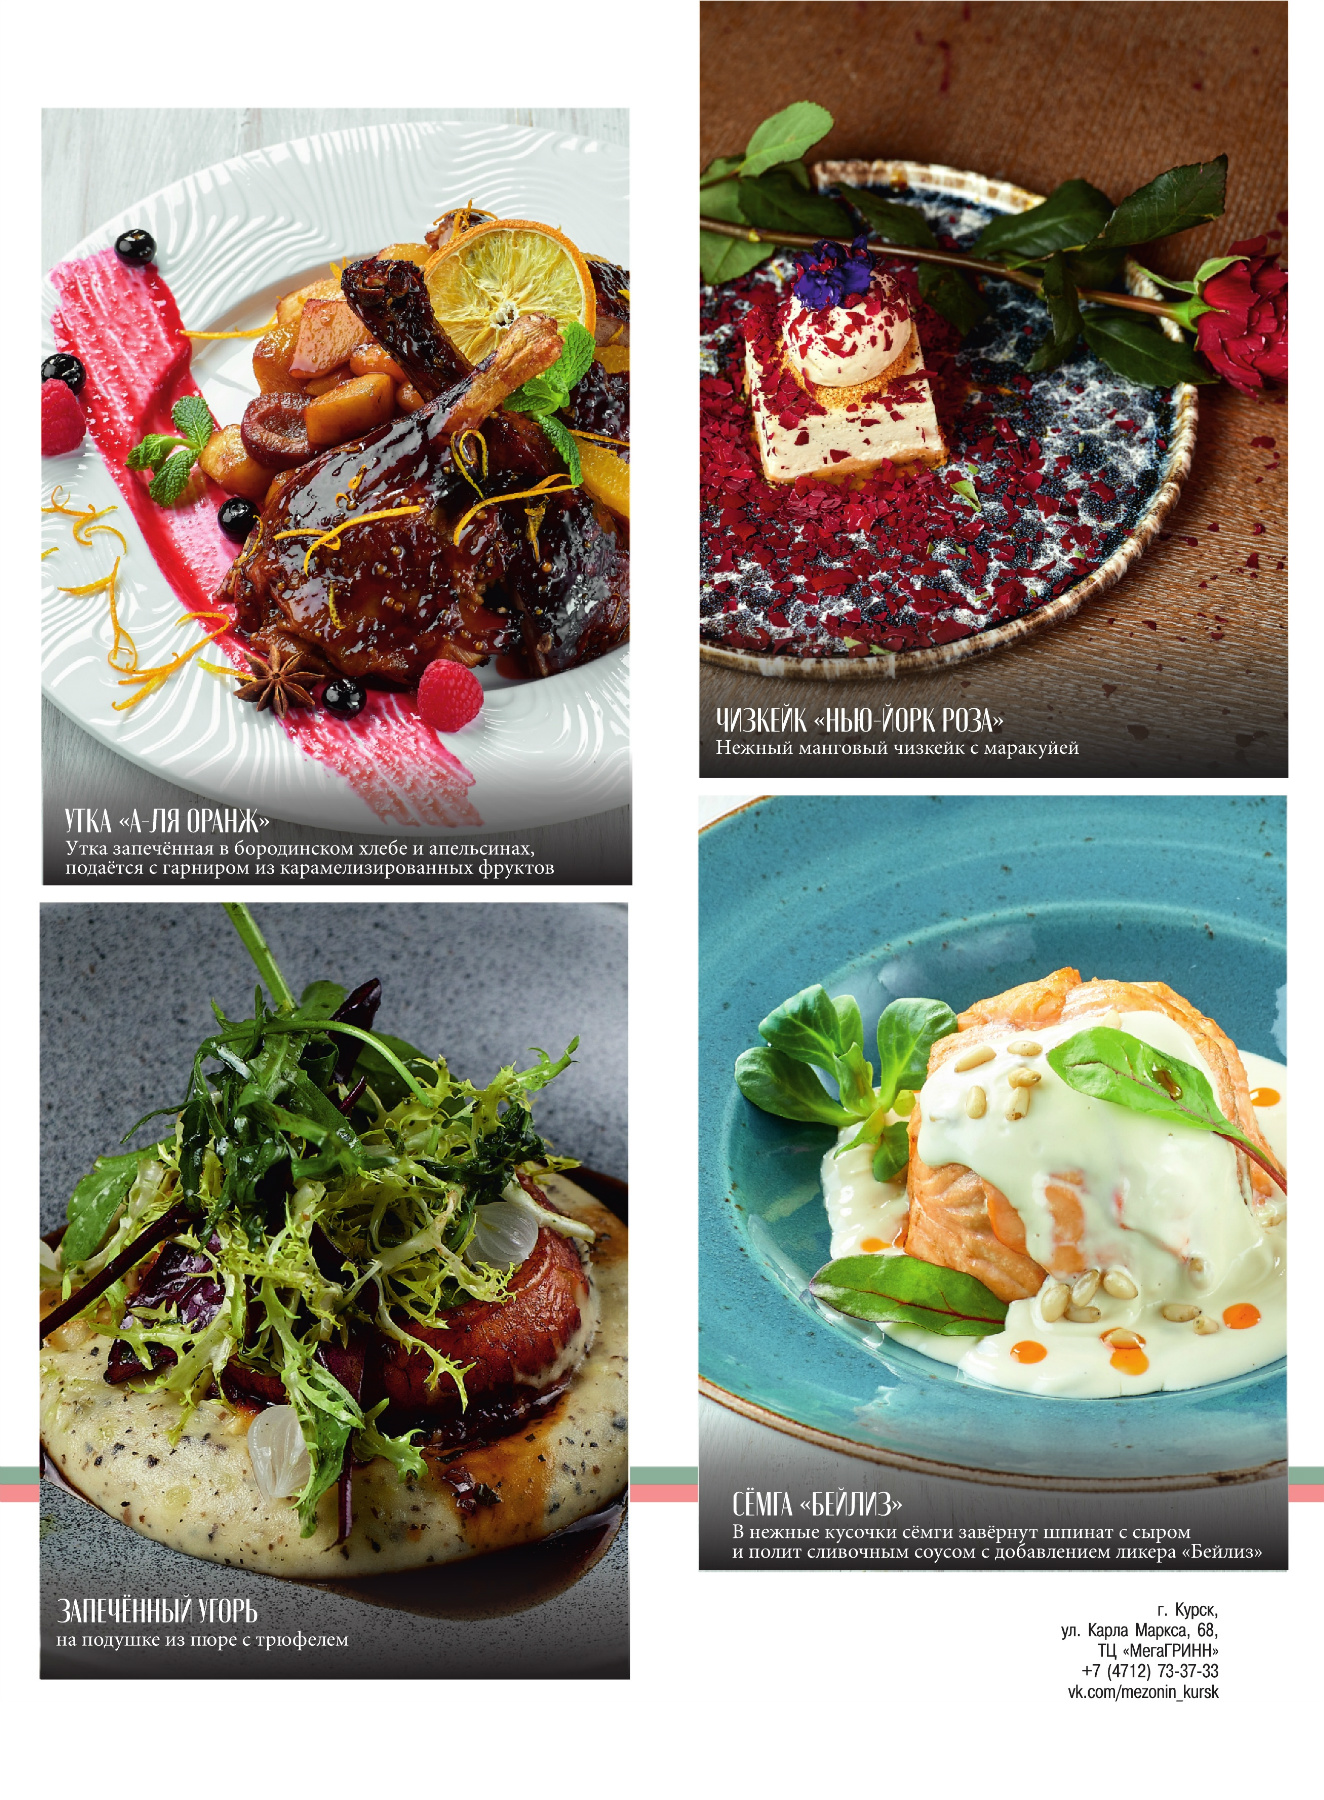 УТКА «А-ЛЯ ОРАНЖ»
Утка запечённая в бородинском хлебе и апельсинах,
подаётся с гарниром из карамелизированных фруктов
ЗАПЕЧЁННЫЙ УГОРЬ
на подушке из пюре с трюфелем
ЧИЗКЕЙК «НЬЮ-ЙОРК РОЗА»
Нежный манговый чизкейк с маракуйей
СЁМГА «БЕЙЛИЗ»
В нежные кусочки сёмги завёрнут шпинат с сыром
и полит сливочным соусом с добавлением ликера «Бейлиз»
г. Курск,
ул. Карла Маркса, 68,
ТЦ «МегаГРИНН»
+7 (4712) 73-37-33
vk.com/mezonin_kursk